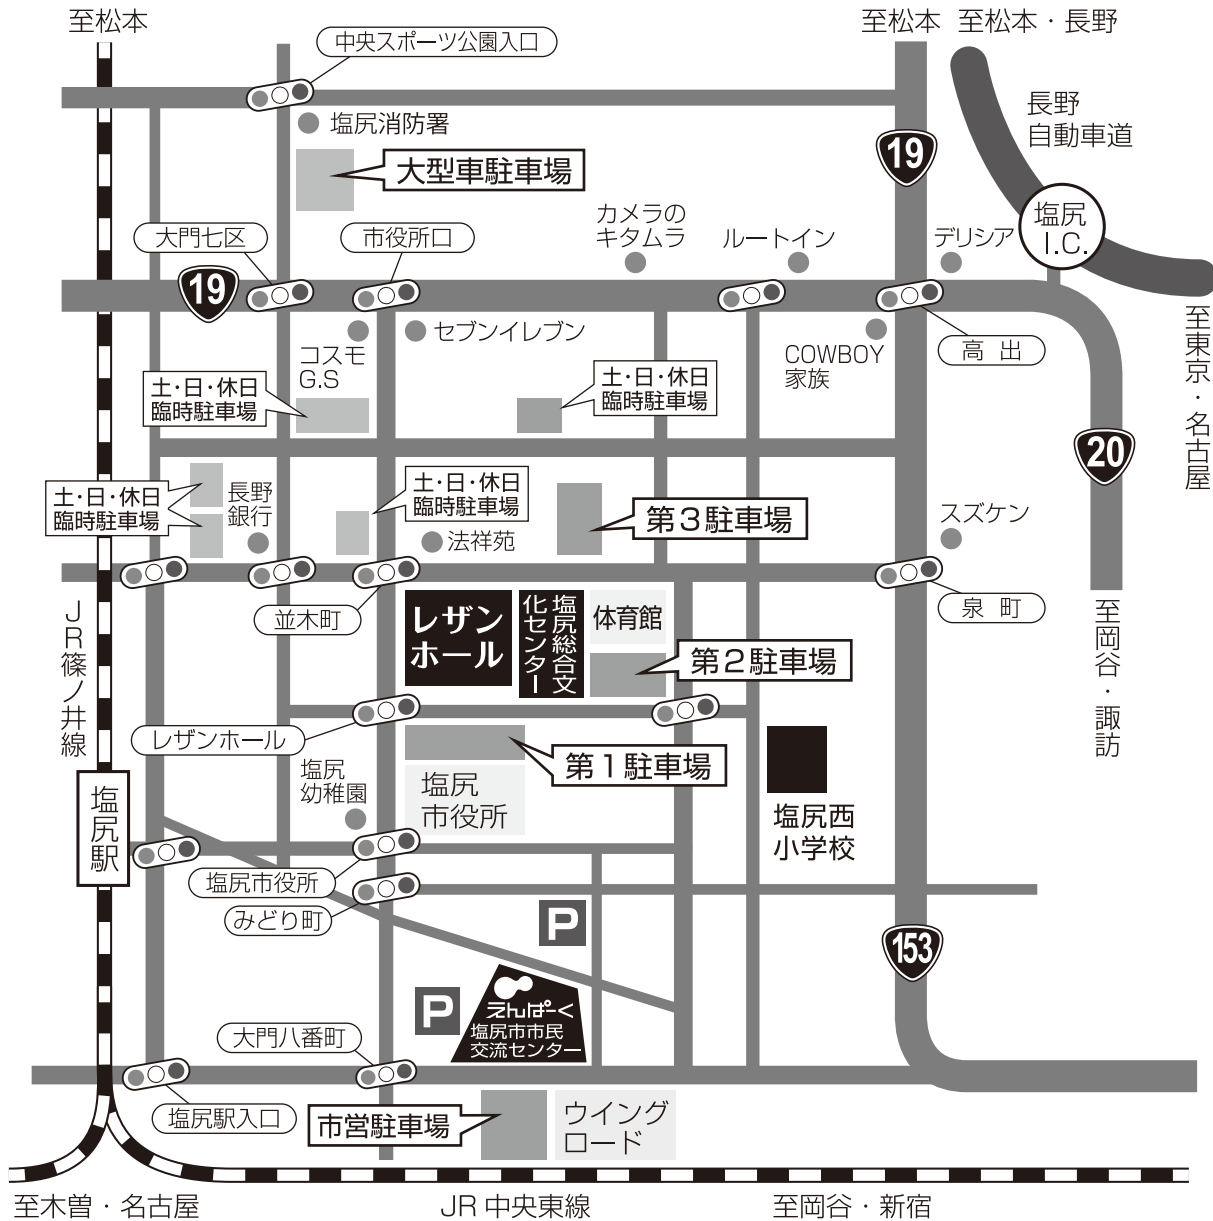 至松本
至松本
至松本・長野
中央スポーツ公園入口
長野
自動車道
塩尻消防署
19
大型車駐車場
カメラの
キタムラ
ルートイン
デリシア
塩尻
I.C.
大門七区
市役所口
19
セブンイレブン
コスモ
G.S
COWBOY
家族
高出
至東京・名古屋
土・日・休日
臨時駐車場
土・日・休日
臨時駐車場
20
土・日・休日
臨時駐車場
長野
銀行
土・日・休日
臨時駐車場
法祥苑
第3駐車場
スズケン
並木町
泉町
JR篠ノ井線
レザン
ホール
塩尻総合文
化センター
体育館
第2駐車場
至岡谷・諏訪
レザンホール
第1駐車場
塩尻
幼稚園
塩尻
市役所
塩尻駅
塩尻西
小学校
塩尻市役所
みどり町
P
153
P
えんぱーく
塩尻市市民
交流センター
大門八番町
塩尻駅入口
市営駐車場
ウイング
ロード
至木曽・名古屋
JR中央東線
至岡谷・新宿